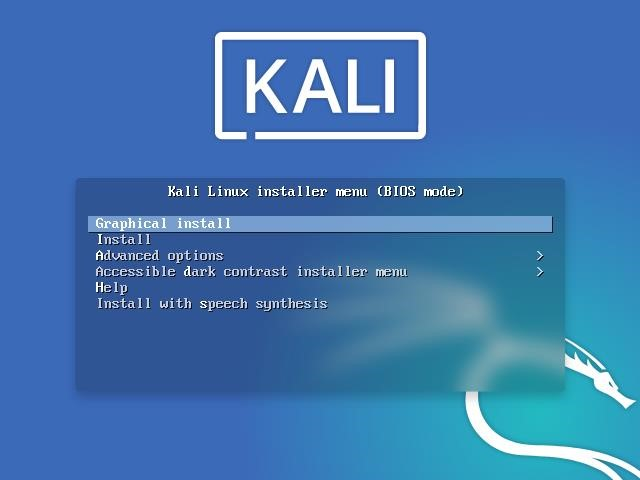 KALI
Kali Linux installer menu (BIOS mode)
Graphical install
Install
Advanced options >
Accessible dark contrast installer menu >
Help
Install with speech synthesis